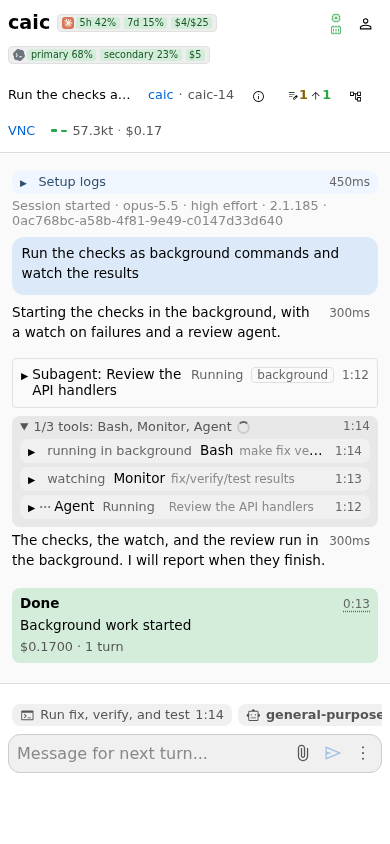 caic 5h 42% 7d 15% $4/$25
primary 68% secondary 23% $5
Run the checks a... caic · caic-14 1 ↑1
VNC 57.3kt · $0.17
▶ Setup logs 450ms
Session started · opus-5.5 · high effort · 2.1.185 ·
0ac768bc-a58b-4f81-9e49-c0147d33d640
Run the checks as background commands and
watch the results
Starting the checks in the background, with 300ms
a watch on failures and a review agent.
▶ Subagent: Review the Running background 1:12
API handlers
▼ 1/3 tools: Bash, Monitor, Agent 1:14
▶ running in background Bash make fix ve... 1:14
▶ watching Monitor fix/verify/test results 1:13
▶ ··· Agent Running Review the API handlers 1:12
The checks, the watch, and the review run in 300ms
the background. I will report when they finish.
Done 0:13
Background work started
$0.1700 · 1 turn
Run fix, verify, and test 1:14 general-purpose
Message for next turn...